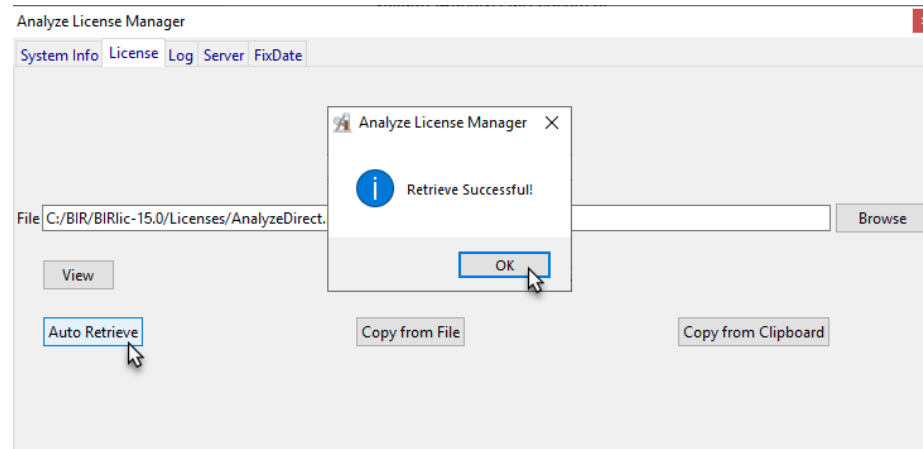 Analyze License Manager
System Info License Log Server FixDate
Analyze License Manager
Retrieve Successful!
File C:/BIR/BIRlic-15.0/Licenses/AnalyzeDirect. Browse
OK
View
Auto Retrieve Copy from File Copy from Clipboard